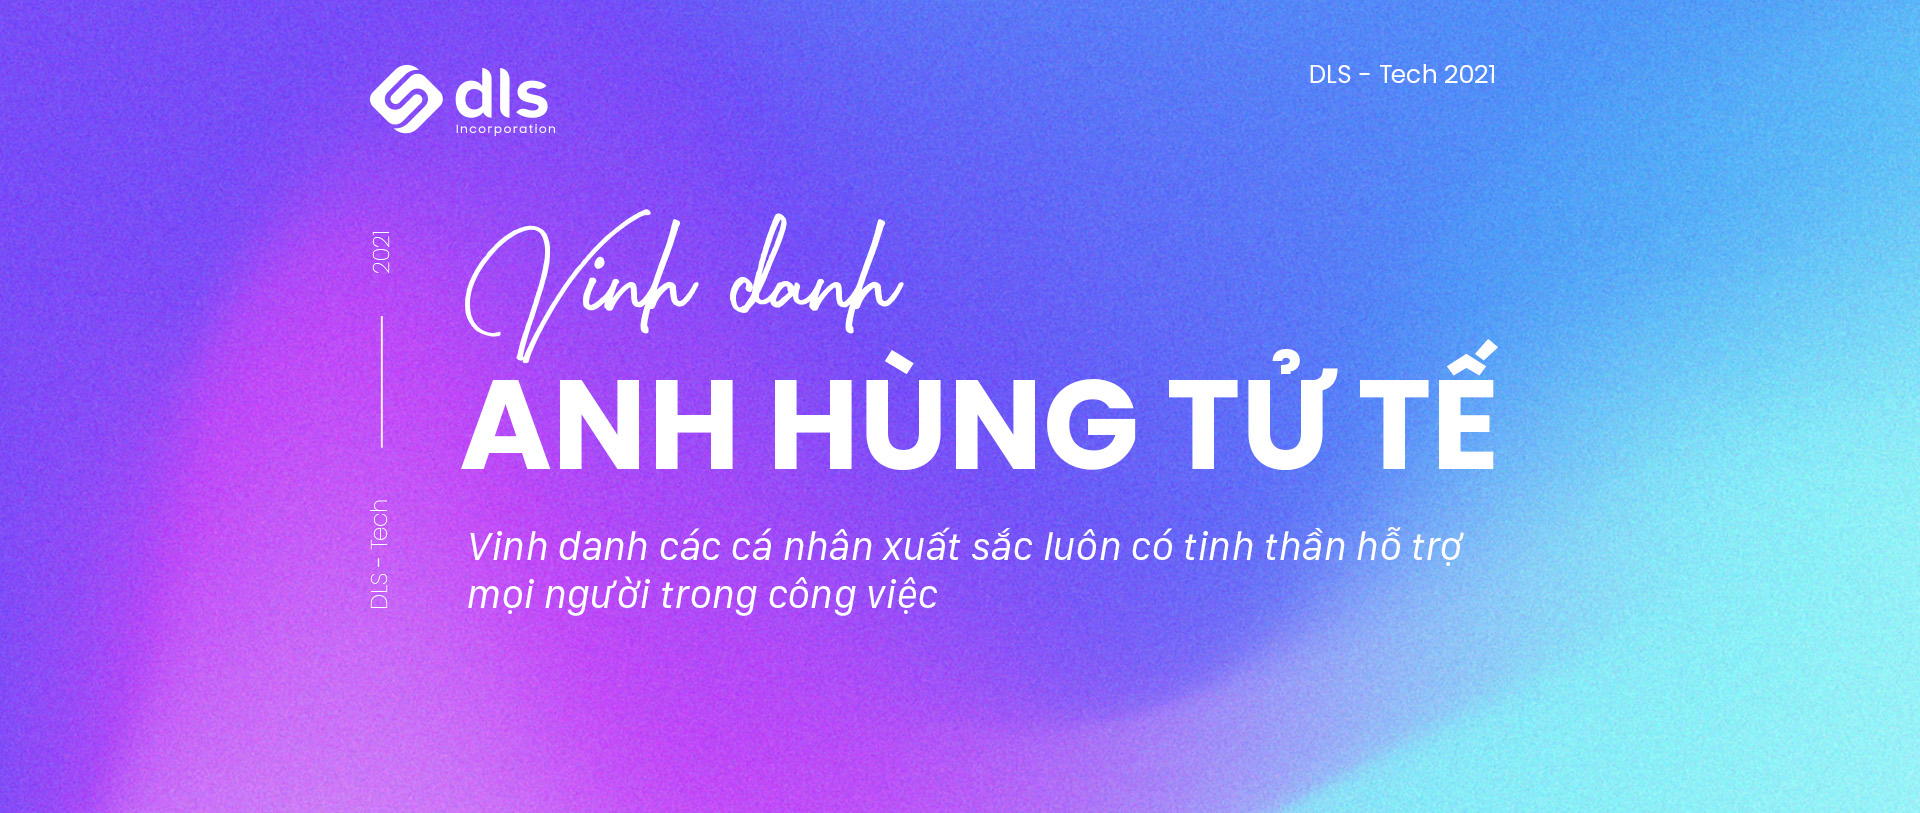 dls
Incorporation
DLS - Tech 2021
2021
DLS - Tech
Vinh danh
ANH HÙNG TỬ TẾ
Vinh danh các cá nhân xuất sắc luôn có tinh thần hỗ trợ
mọi người trong công việc